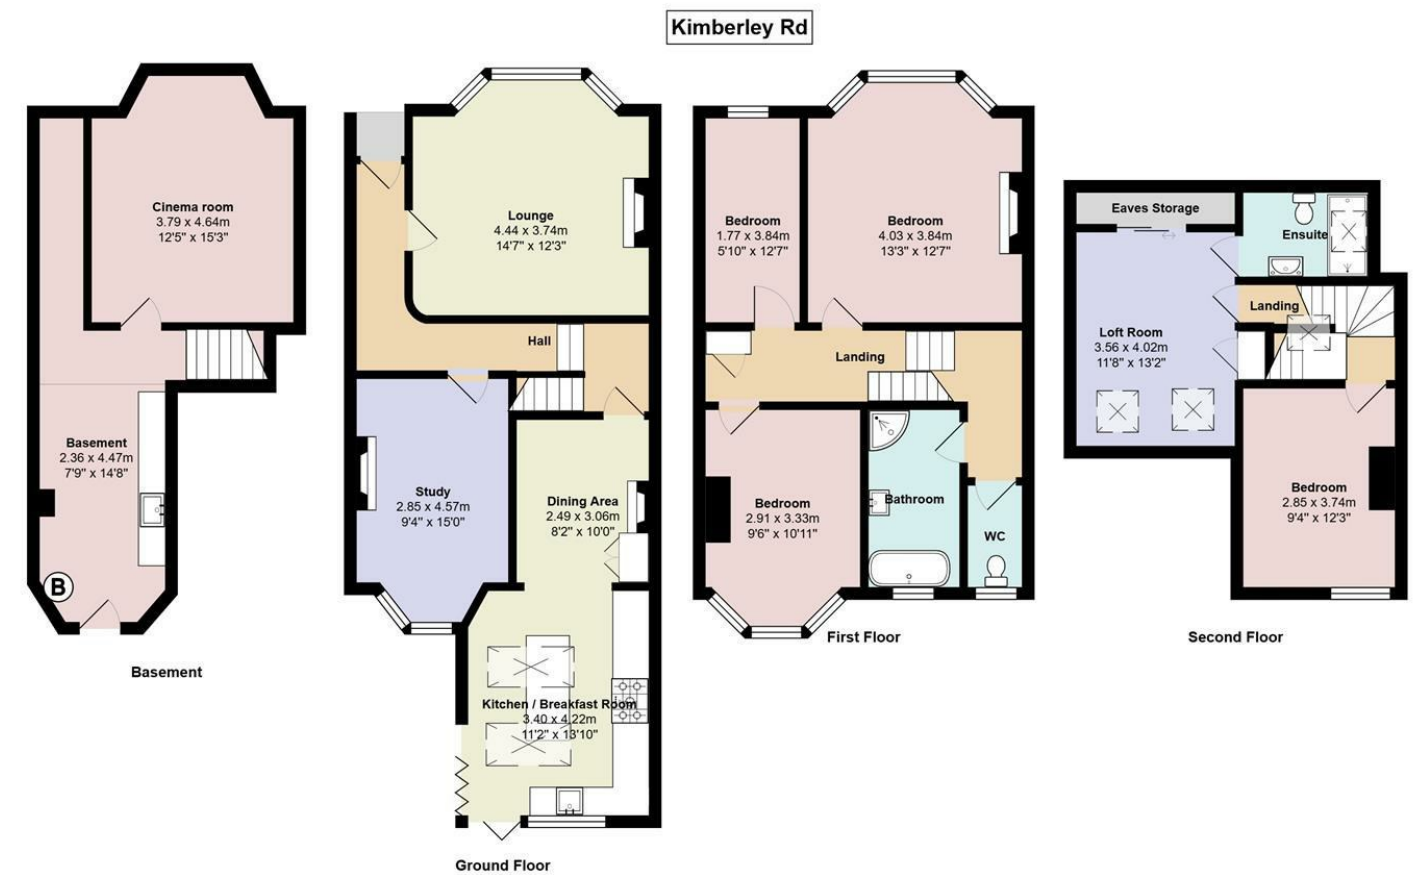 Kimberley Rd
Cinema room
3.79 x 4.64m
12'5" x 15'3"
Basement
2.36 x 4.47m
7'9" x 14'8"
B
Basement
Lounge
4.44 x 3.74m
14'7" x 12'3"
Hall
Study
2.85 x 4.57m
9'4" x 15'0"
Dining Area
2.49 x 3.06m
8'2" x 10'0"
Kitchen / Breakfast Room
3.40 x 4.22m
11'2" x 13'10"
Ground Floor
Bedroom
1.77 x 3.84m
5'10" x 12'7"
Bedroom
4.03 x 3.84m
13'3" x 12'7"
Landing
Bedroom
2.91 x 3.33m
9'6" x 10'11"
Bathroom
WC
First Floor
Eaves Storage
Ensuite
Landing
Loft Room
3.56 x 4.02m
11'8" x 13'2"
Bedroom
2.85 x 3.74m
9'4" x 12'3"
Second Floor